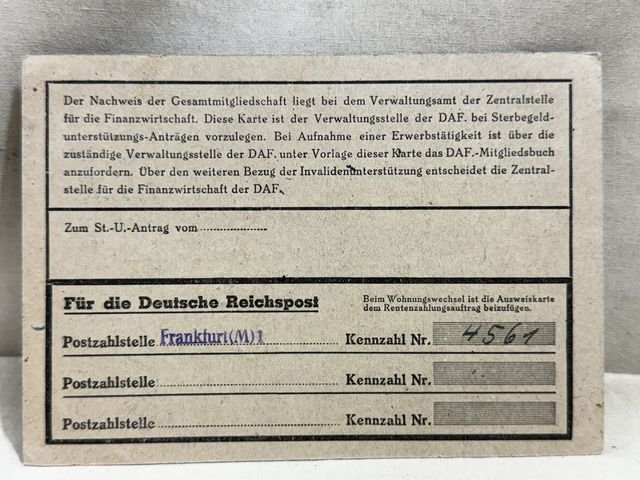 Der Nachweis der Gesamtmitgliedschaft liegt bei dem Verwaltungsamt der Zentralstelle
für die Finanzwirtschaft. Diese Karte ist der Verwaltungsstelle der DAF. bei Sterbegeld-
unterstützungs-Anträgen vorzulegen. Bei Aufnahme einer Erwerbstätigkeit ist über die
zuständige Verwaltungsstelle der DAF. unter Vorlage dieser Karte das DAF.-Mitgliedsbuch
anzufordern. Über den weiteren Bezug der Invalidenunterstützung entscheidet die Zentral-
stelle für die Finanzwirtschaft der DAF.
Zum St.-U.-Antrag vom
Für die Deutsche Reichspost
Beim Wohnungswechsel ist die Ausweiskarte
dem Rentenzahlungsauftrag beizufügen.
Postzahlstelle Frankfurt(M)1 Kennzahl Nr. 4561
Postzahlstelle Kennzahl Nr.
Postzahlstelle Kennzahl Nr.